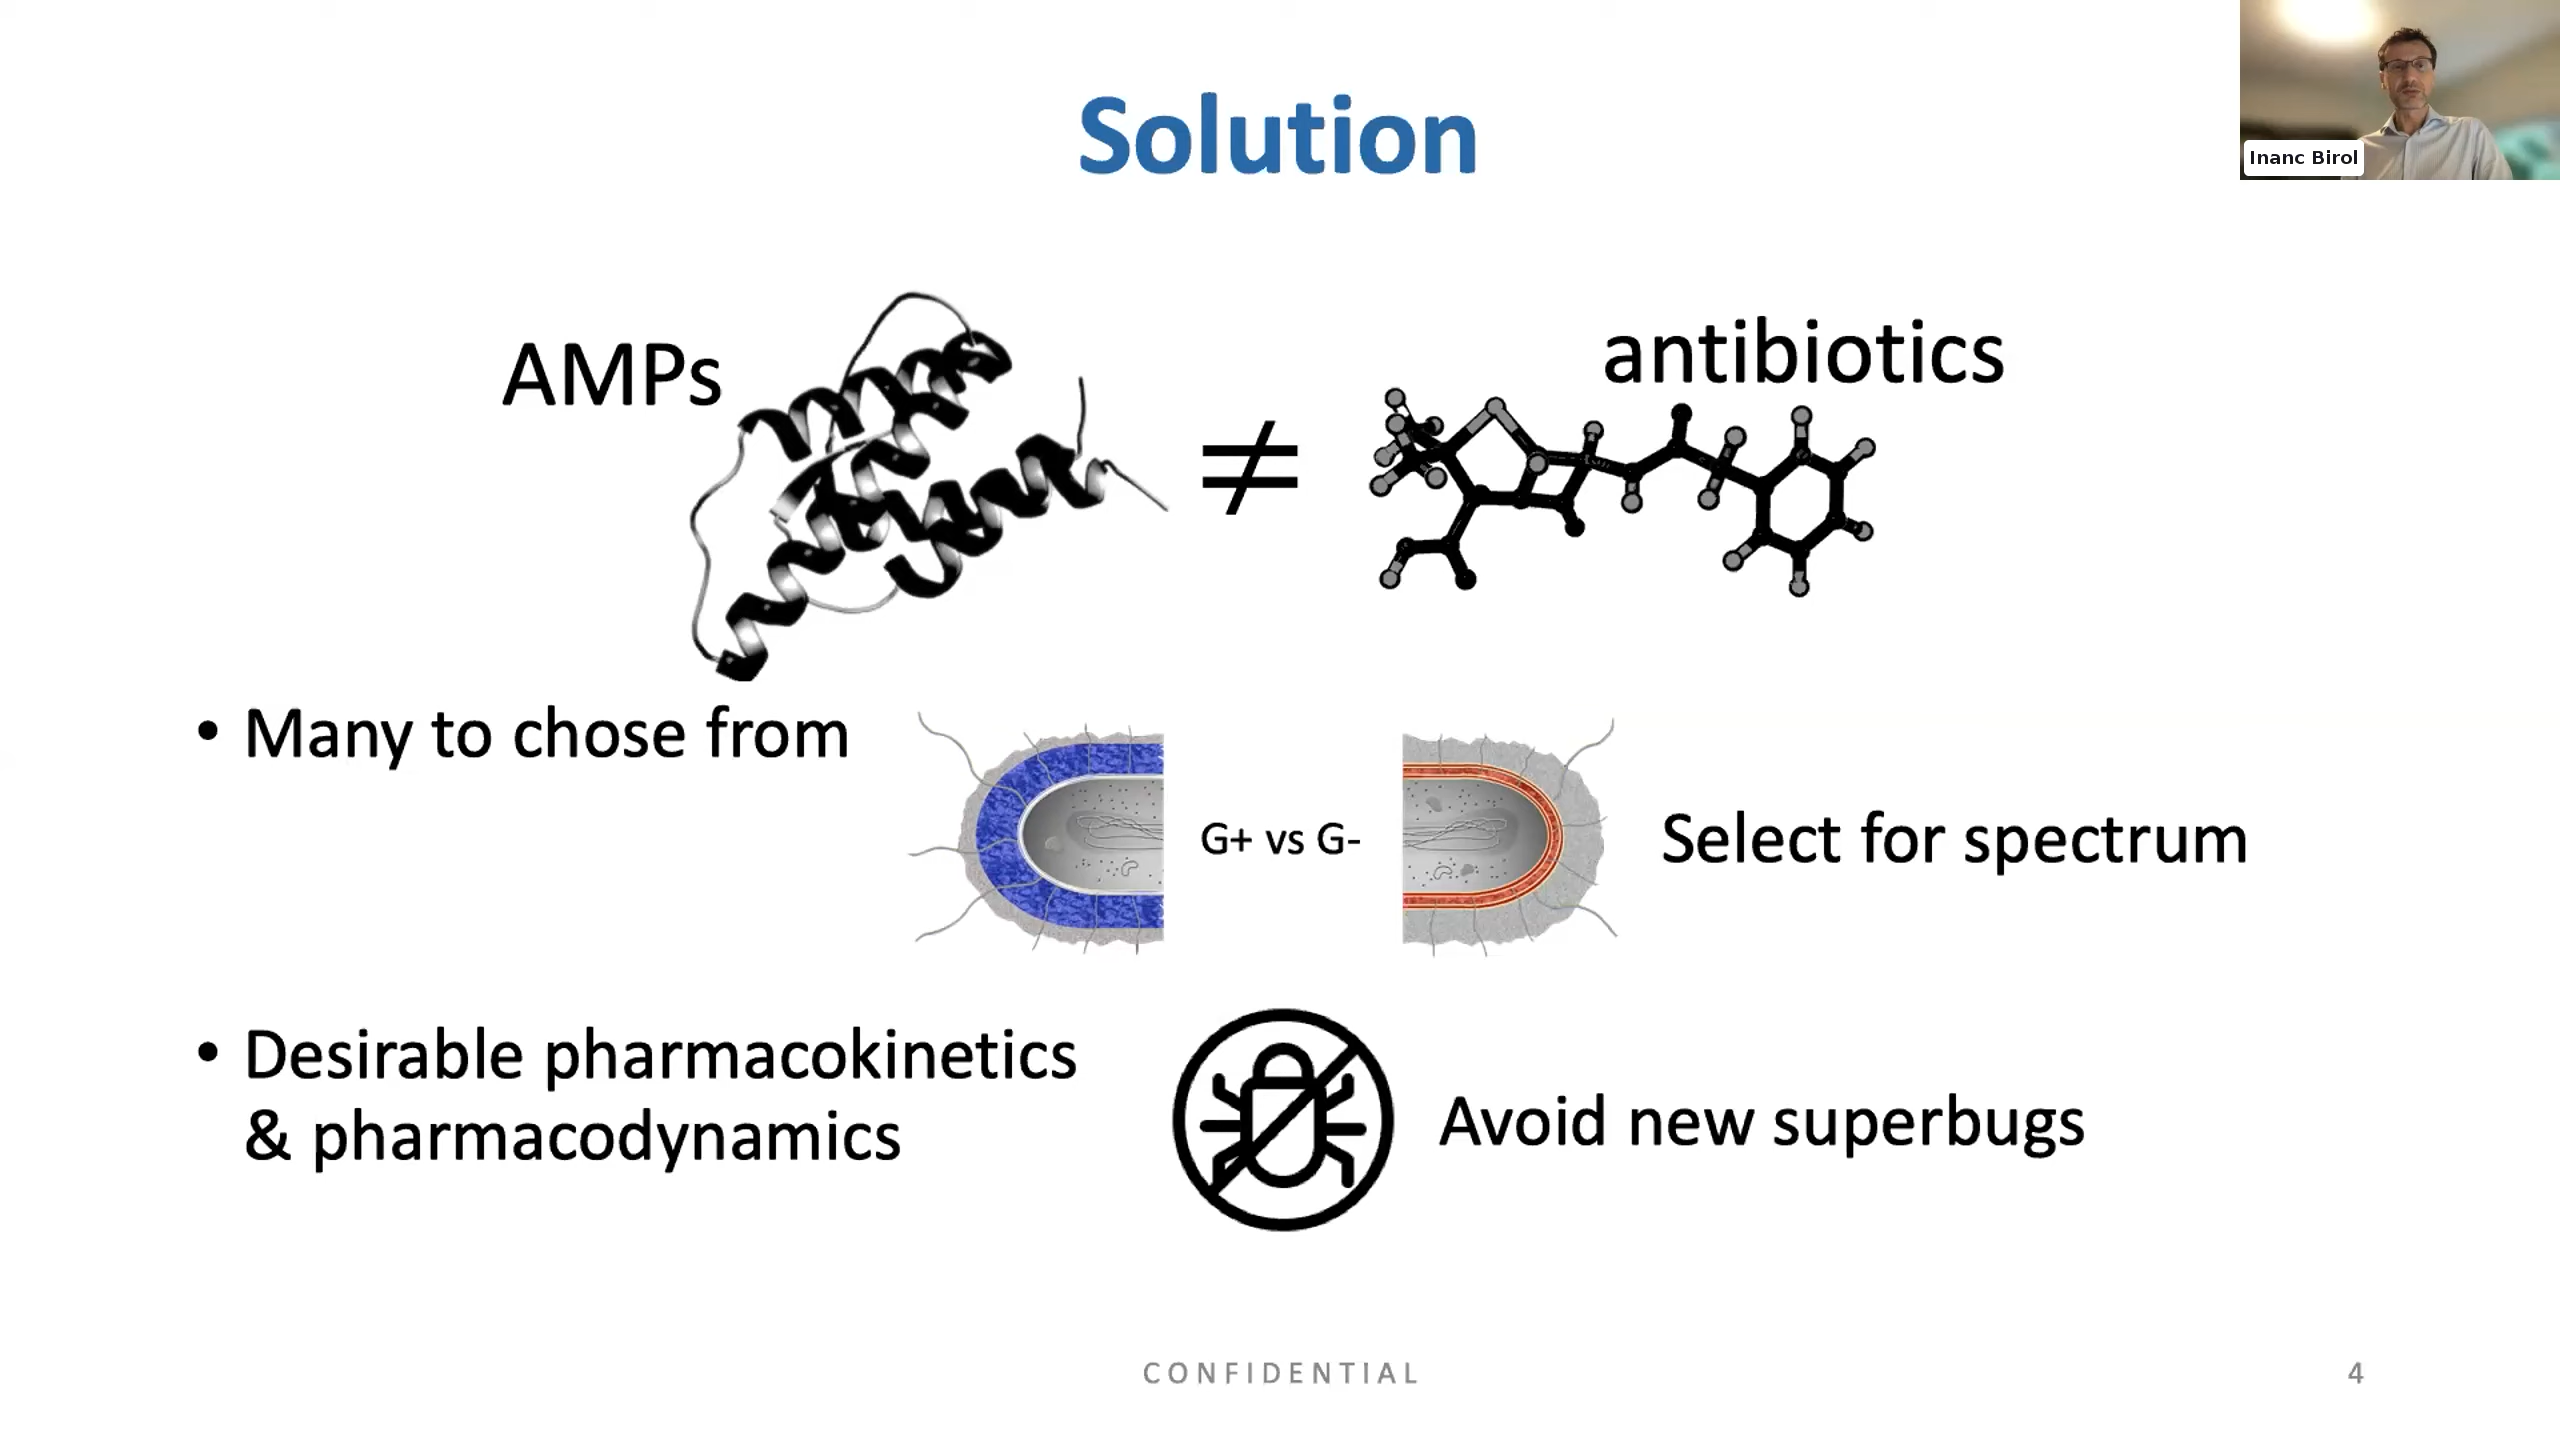 Solution
Inanc Birol
AMPs
≠
antibiotics
• Many to chose from
G+ vs G-
Select for spectrum
• Desirable pharmacokinetics
& pharmacodynamics
Avoid new superbugs
CONFIDENTIAL
4